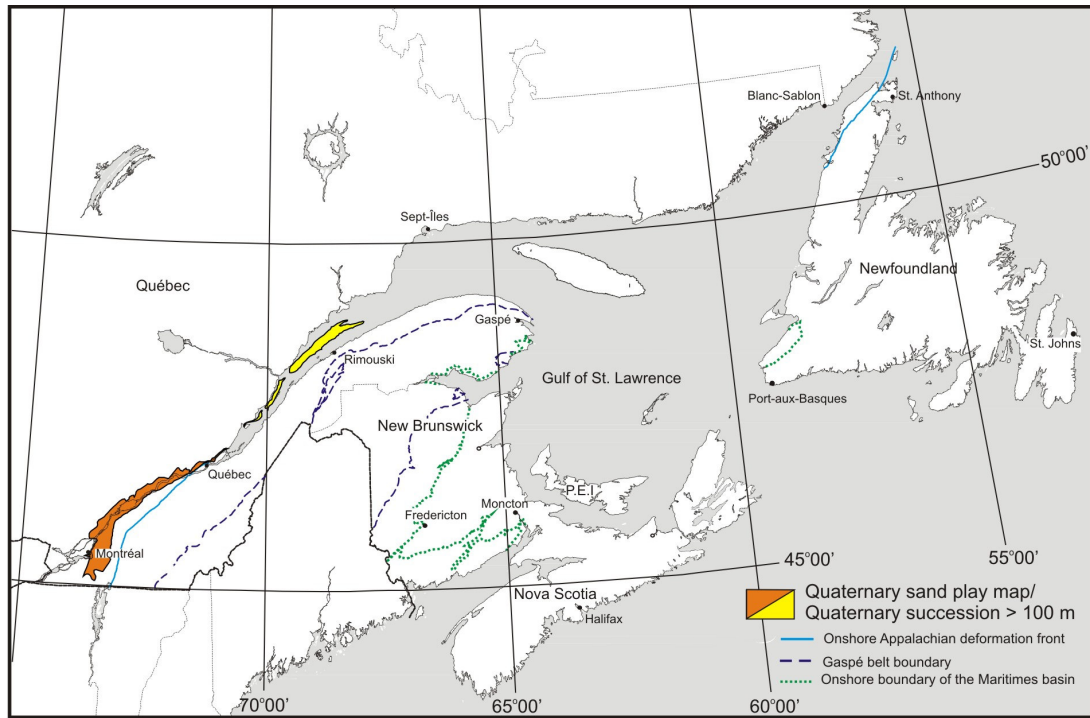 Blanc-Sablon
St. Anthony
50°00'
Sept-Îles
Québec
Newfoundland
Gaspé
St. Johns
Rimouski
Gulf of St. Lawrence
Port-aux-Basques
New Brunswick
Québec
P.E.I
Moncton
Fredericton
Montréal
45°00'
55°00'
Nova Scotia
Halifax
Quaternary sand play map/
Quaternary succession > 100 m
Onshore Appalachian deformation front
Gaspé belt boundary
Onshore boundary of the Maritimes basin
70°00'
65°00'
60°00'